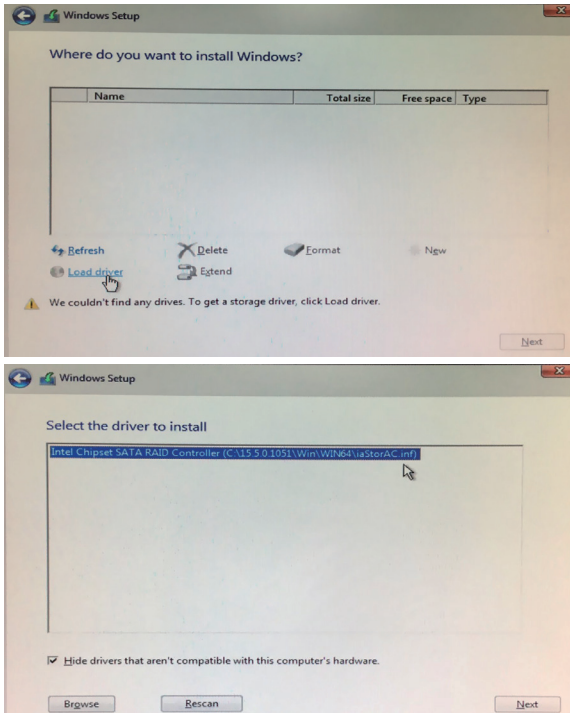 Windows Setup
Where do you want to install Windows?
Name Total size Free space Type
Refresh Delete Format New
Load driver Extend
We couldn't find any drives. To get a storage driver, click Load driver.
Next
Windows Setup
Select the driver to install
Intel Chipset SATA RAID Controller (C:\15.5.0.1051\Win\WIN64\iaStorAC.inf)
Hide drivers that aren't compatible with this computer's hardware.
Browse Rescan Next